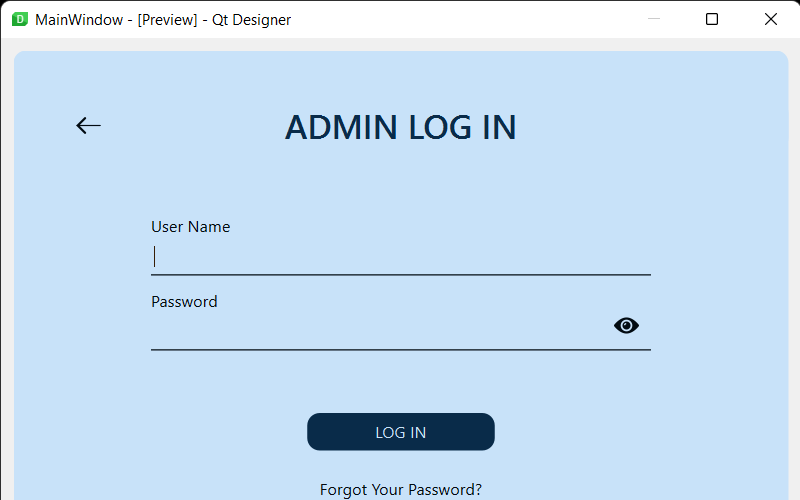 MainWindow - [Preview] - Qt Designer
ADMIN LOG IN
User Name
Password
LOG IN
Forgot Your Password?